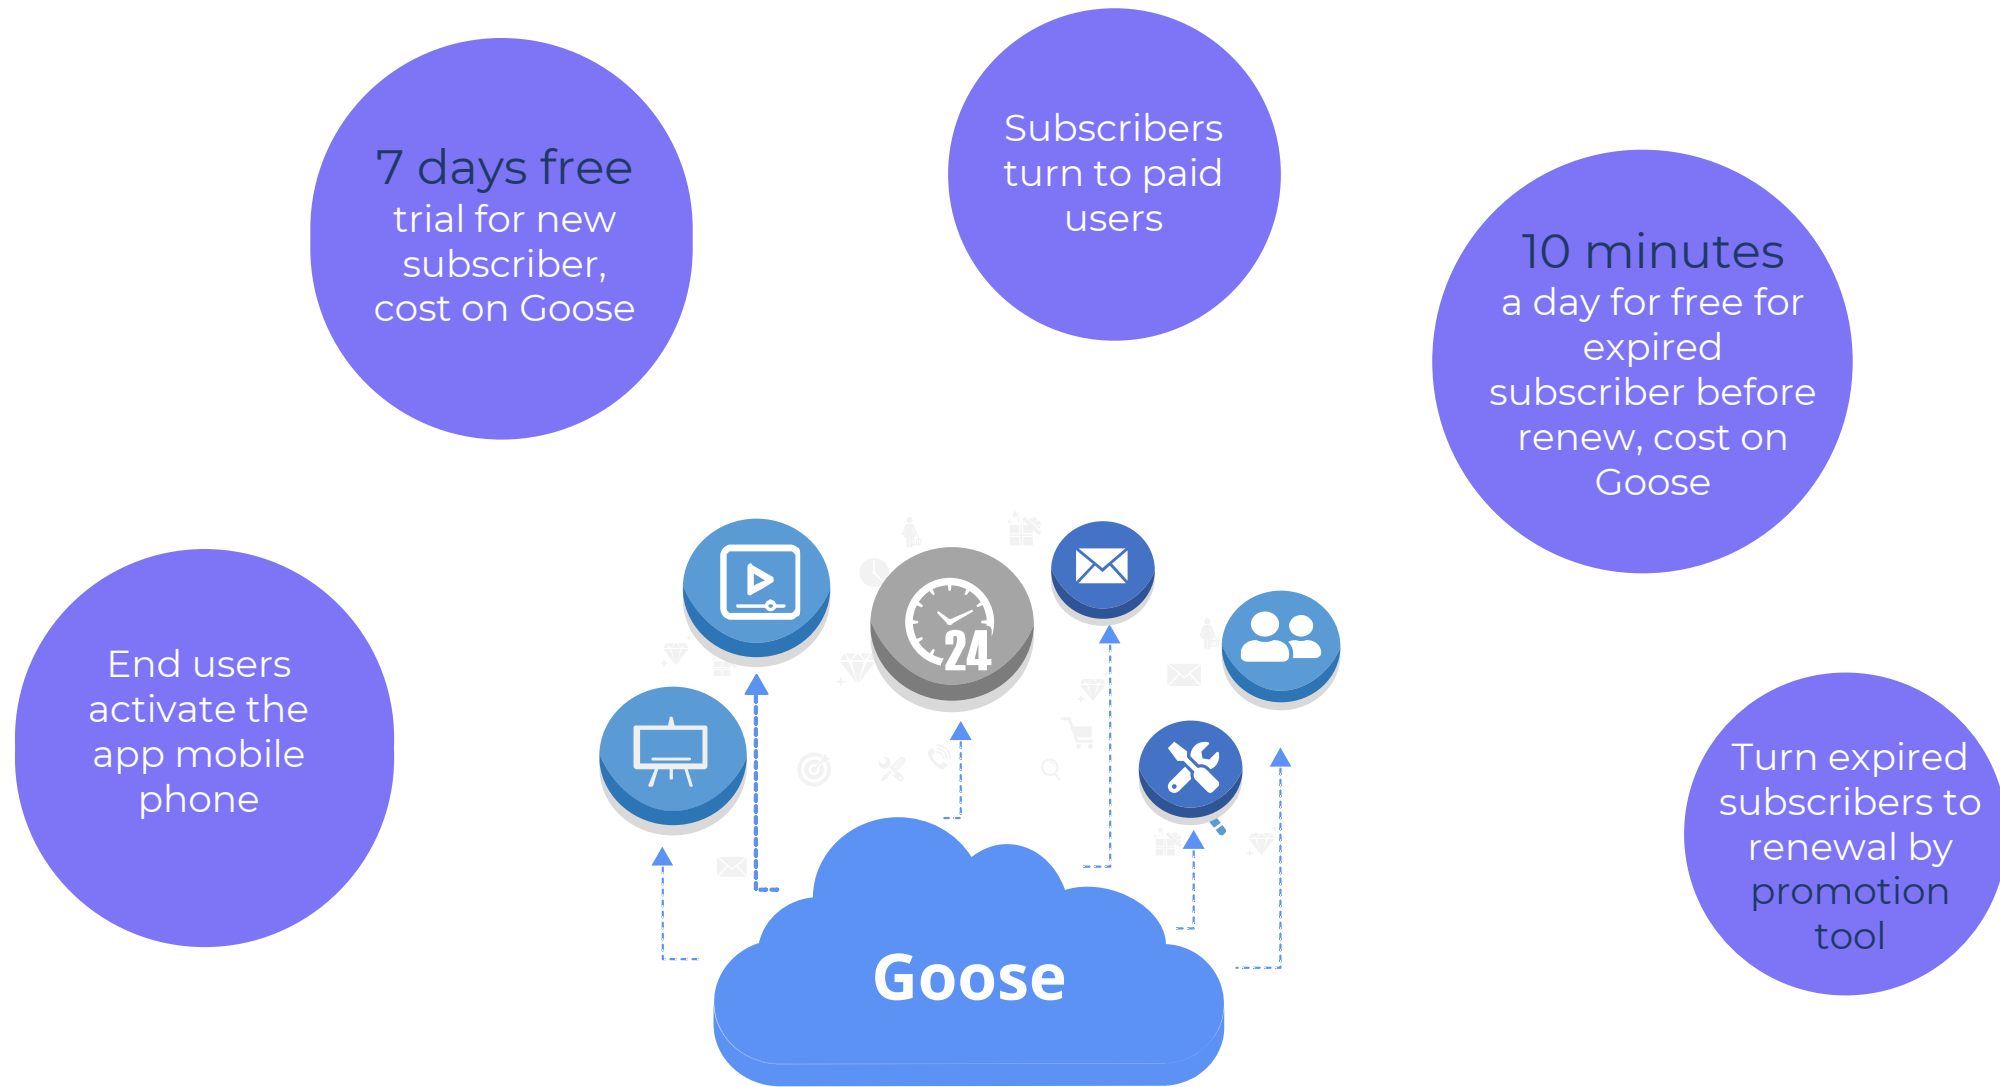 End users
activate the
app mobile
phone
7 days free
trial for new
subscriber,
cost on Goose
Subscribers
turn to paid
users
10 minutes
a day for free for
expired
subscriber before
renew, cost on
Goose
Turn expired
subscribers to
renewal by
promotion
tool
24
Goose